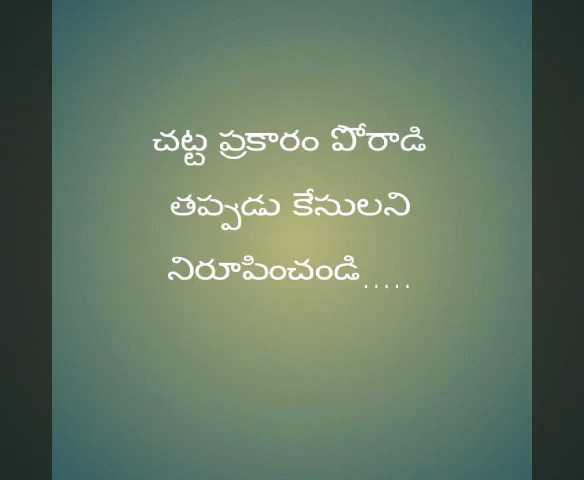 చట్ట ప్రకారం పోరాడి
తప్పుడు కేసులని
నిరూపించండి.....